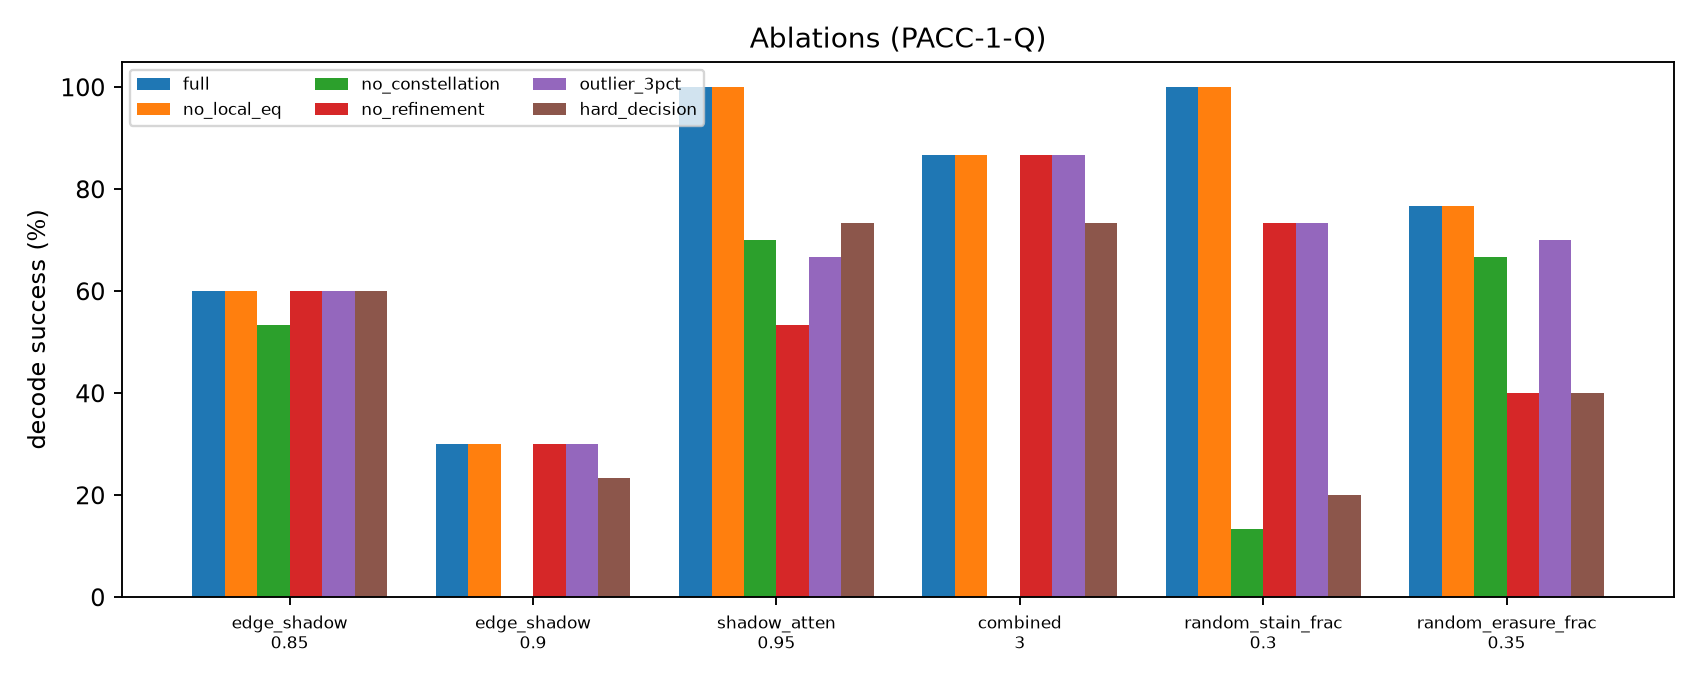 Ablations (PACC-1-Q)
full
no_local_eq
no_constellation
no_refinement
outlier_3pct
hard_decision
decode success (%)
100
80
60
40
20
0
edge_shadow
0.85
edge_shadow
0.9
shadow_atten
0.95
combined
3
random_stain_frac
0.3
random_erasure_frac
0.35